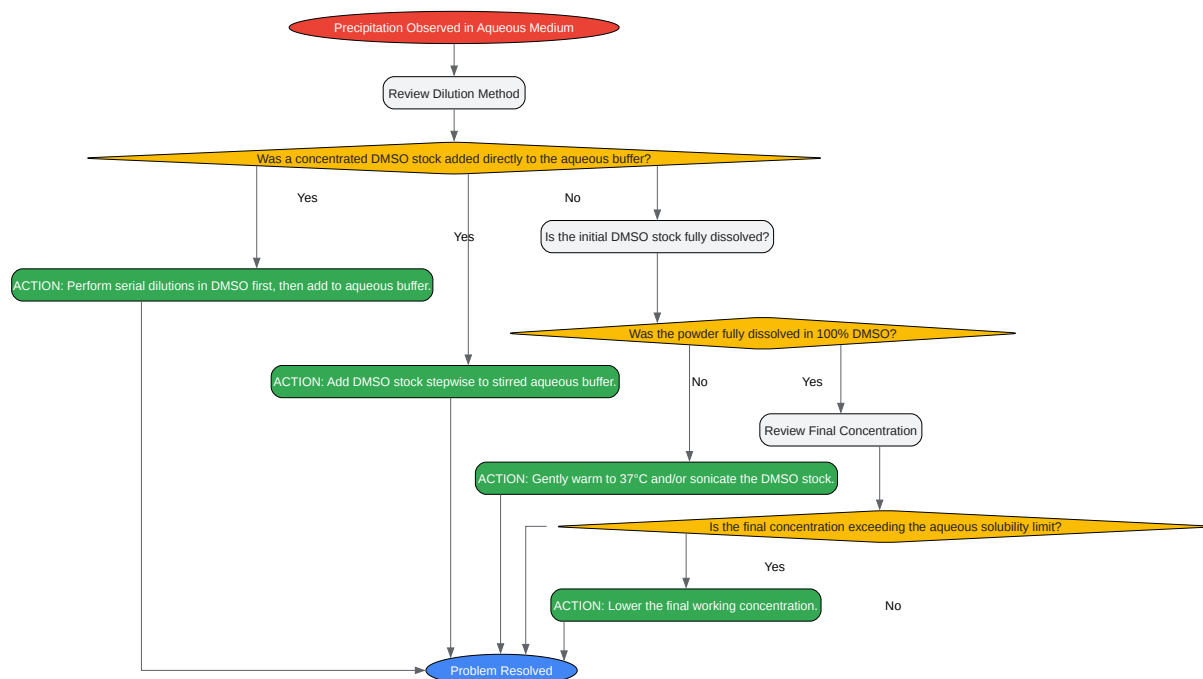 Precipitation Observed in Aqueous Medium
Review Dilution Method
Was a concentrated DMSO stock added directly to the aqueous buffer?
Yes
No
Yes
Is the initial DMSO stock fully dissolved?
ACTION: Perform serial dilutions in DMSO first, then add to aqueous buffer.
Was the powder fully dissolved in 100% DMSO?
ACTION: Add DMSO stock stepwise to stirred aqueous buffer.
No
Yes
Review Final Concentration
ACTION: Gently warm to 37°C and/or sonicate the DMSO stock.
Is the final concentration exceeding the aqueous solubility limit?
Yes
ACTION: Lower the final working concentration.
No
Problem Resolved